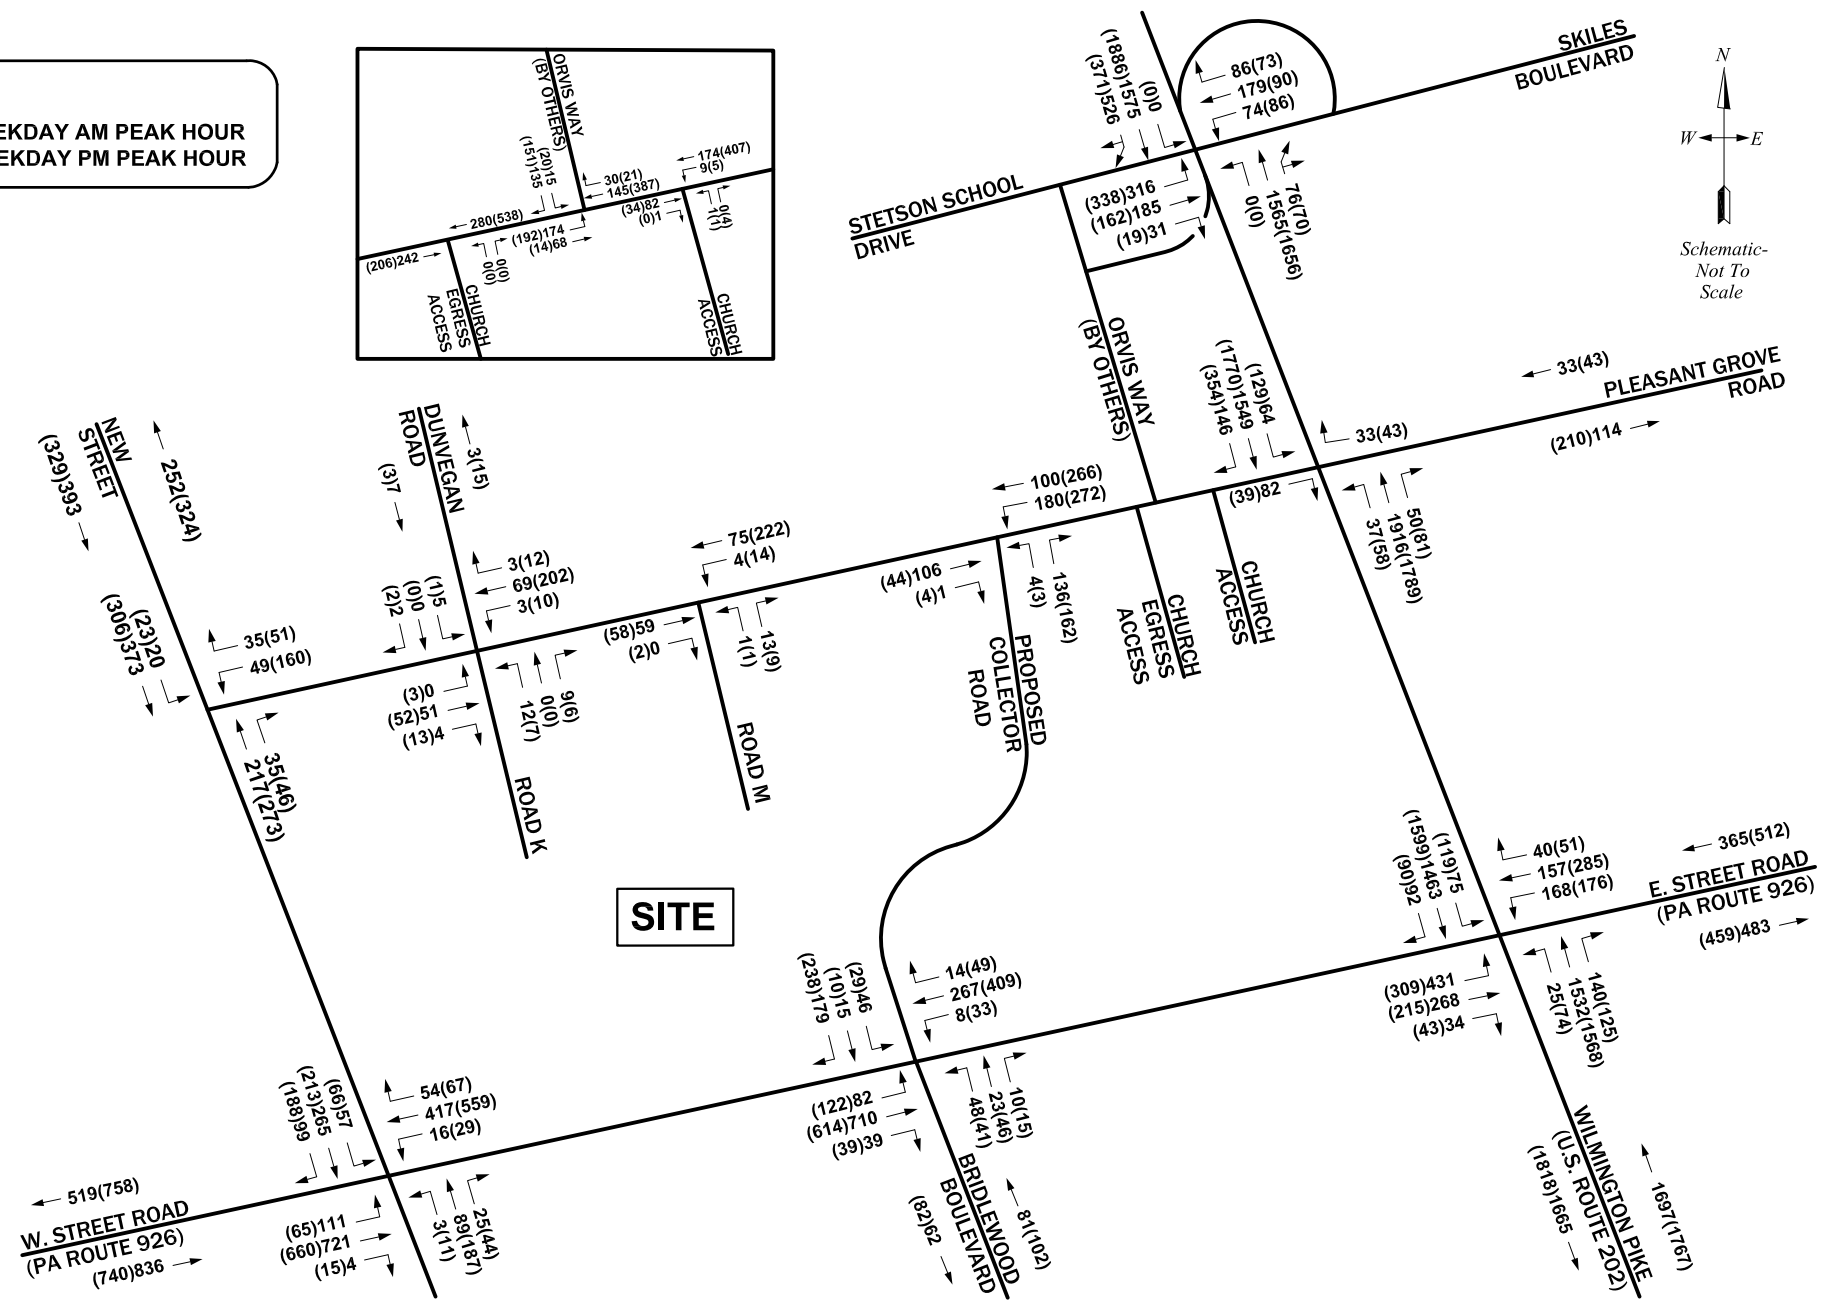 EKDAY AM PEAK HOUR
EKDAY PM PEAK HOUR
ORVIS WAY
(BY OTHERS)
(20)15
(151)135
30(21)
145(387)
174(407)
9(5)
280(538)
(206)242
0(0)
0(0)
(192)174
(14)68
(34)82
(0)1
0(4)
1(1)
CHURCH
EGRESS
ACCESS
CHURCH
ACCESS
N
W
E
Schematic-
Not To
Scale
SKILES
BOULEVARD
STETSON SCHOOL
DRIVE
(0)0
(1886)1575
(371)526
86(73)
179(90)
74(86)
(338)316
(162)185
(19)31
76(70)
1565(1656)
0(0)
ORVIS WAY
(BY OTHERS)
PLEASANT GROVE
ROAD
33(43)
(210)114
(129)64
(1770)1549
(354)146
33(43)
(39)82
50(81)
1916(1789)
37(58)
NEW
STREET
252(324)
(329)393
(23)20
(306)373
35(51)
49(160)
35(46)
217(273)
DUNVEGAN
ROAD
3(15)
(3)7
(1)5
(0)0
(2)2
3(12)
69(202)
3(10)
(3)0
(52)51
(13)4
9(6)
0(0)
12(7)
ROAD K
75(222)
4(14)
(58)59
(2)0
13(9)
1(1)
ROAD M
100(266)
180(272)
(44)106
(4)1
136(162)
4(3)
PROPOSED
COLLECTOR
ROAD
CHURCH
EGRESS
ACCESS
CHURCH
ACCESS
SITE
(119)75
(1599)1463
(90)92
40(51)
157(285)
168(176)
365(512)
E. STREET ROAD
(PA ROUTE 926)
(459)483
(309)431
(215)268
(43)34
140(125)
1532(1568)
25(74)
WILMINGTON PIKE
(U.S. ROUTE 202)
(1818)1665
1697(1767)
(29)46
(10)15
(238)179
14(49)
267(409)
8(33)
(122)82
(614)710
(39)39
10(15)
23(46)
48(41)
BRIDLEWOOD
BOULEVARD
(82)62
81(102)
(66)57
(213)265
(188)99
54(67)
417(559)
16(29)
519(758)
W. STREET ROAD
(PA ROUTE 926)
(740)836
(65)111
(660)721
(15)4
25(44)
89(187)
3(11)